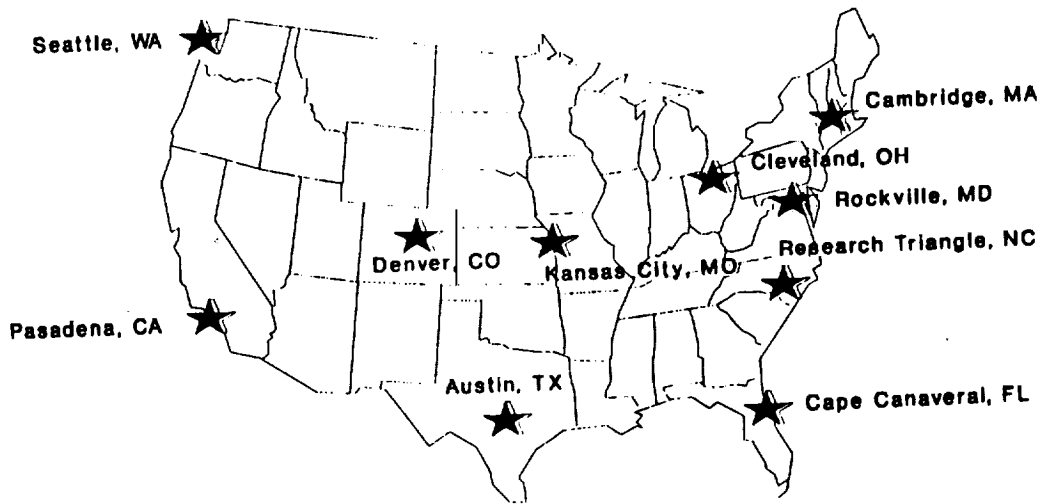 Seattle, WA
Cambridge, MA
Cleveland, OH
Rockville, MD
Research Triangle, NC
Denver, CO
Kansas City, MO
Pasadena, CA
Austin, TX
Cape Canaveral, FL